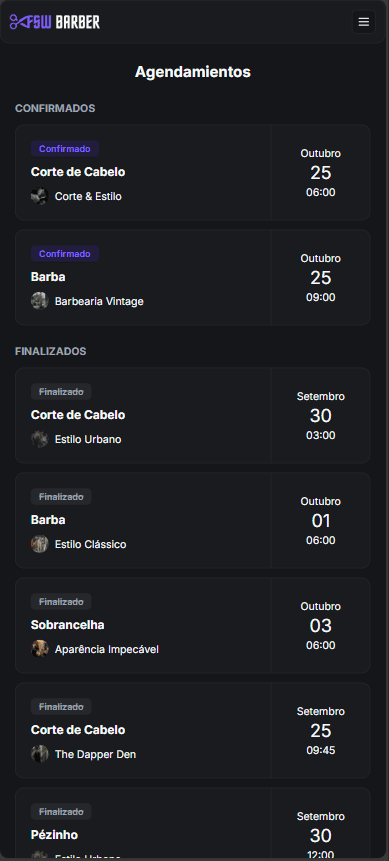 FSW BARBER
Agendamientos
CONFIRMADOS
Confirmado
Corte de Cabelo
Corte & Estilo
Outubro
25
06:00
Confirmado
Barba
Barbearia Vintage
Outubro
25
09:00
FINALIZADOS
Finalizado
Corte de Cabelo
Estilo Urbano
Setembro
30
03:00
Finalizado
Barba
Estilo Clássico
Outubro
01
06:00
Finalizado
Sobrancelha
Aparência Impecável
Outubro
03
06:00
Finalizado
Corte de Cabelo
The Dapper Den
Setembro
25
09:45
Finalizado
Pézinho
Estilo Urbano
Setembro
30
12:00